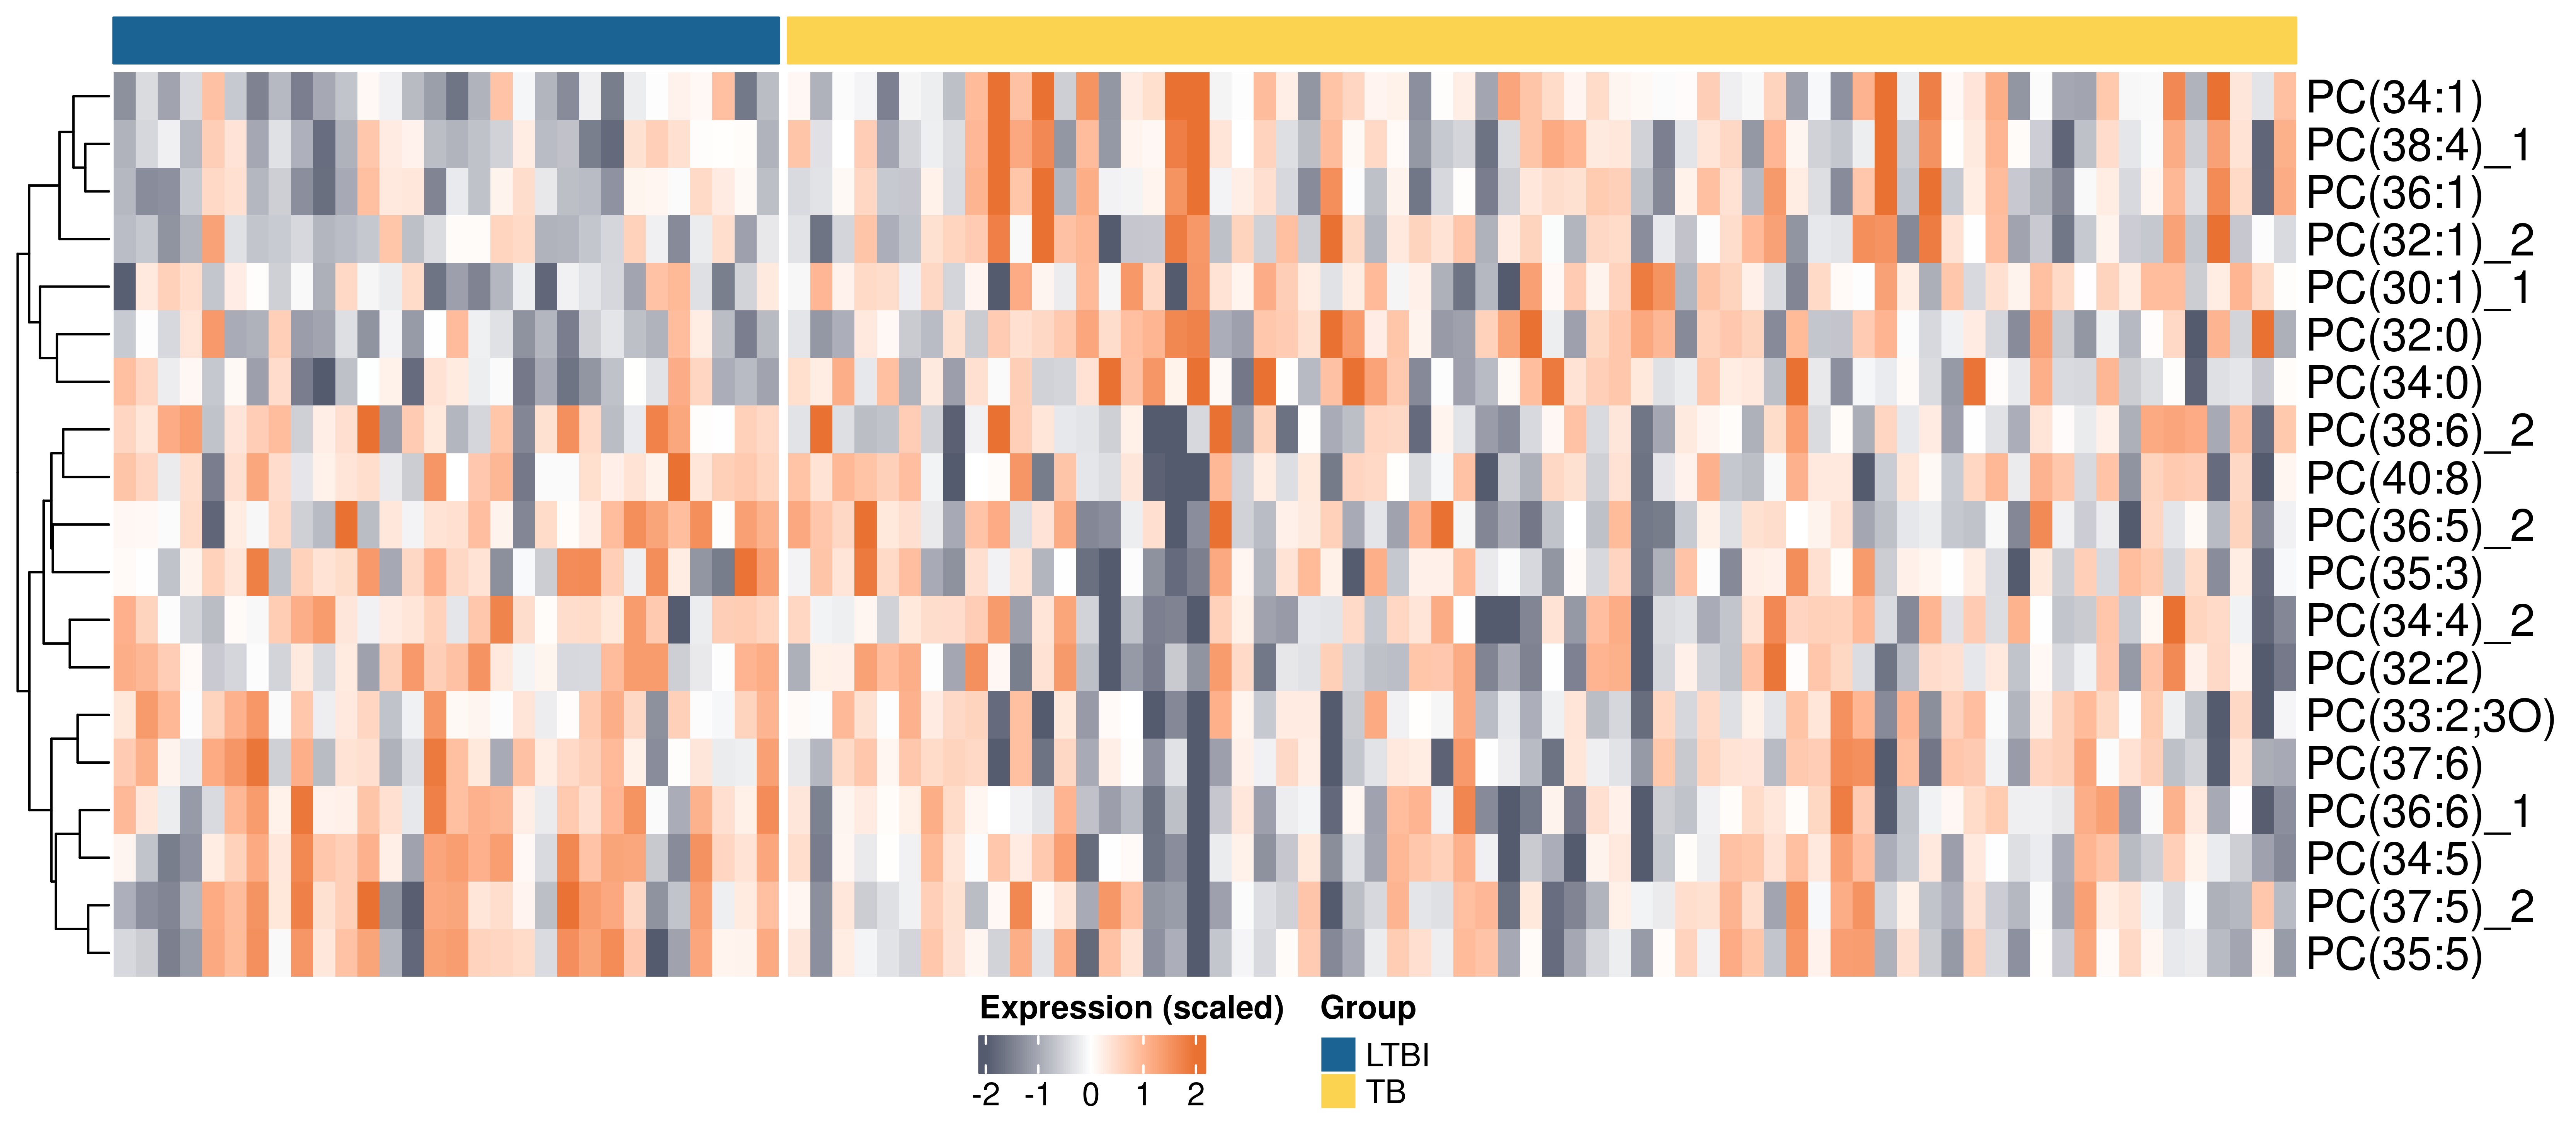 PC(34:1)
PC(38:4)_1
PC(36:1)
PC(32:1)_2
PC(30:1)_1
PC(32:0)
PC(34:0)
PC(38:6)_2
PC(40:8)
PC(36:5)_2
PC(35:3)
PC(34:4)_2
PC(32:2)
PC(33:2;3O)
PC(37:6)
PC(36:6)_1
PC(34:5)
PC(37:5)_2
PC(35:5)
Expression (scaled)
-2 -1 0 1 2
Group
LTBI
TB